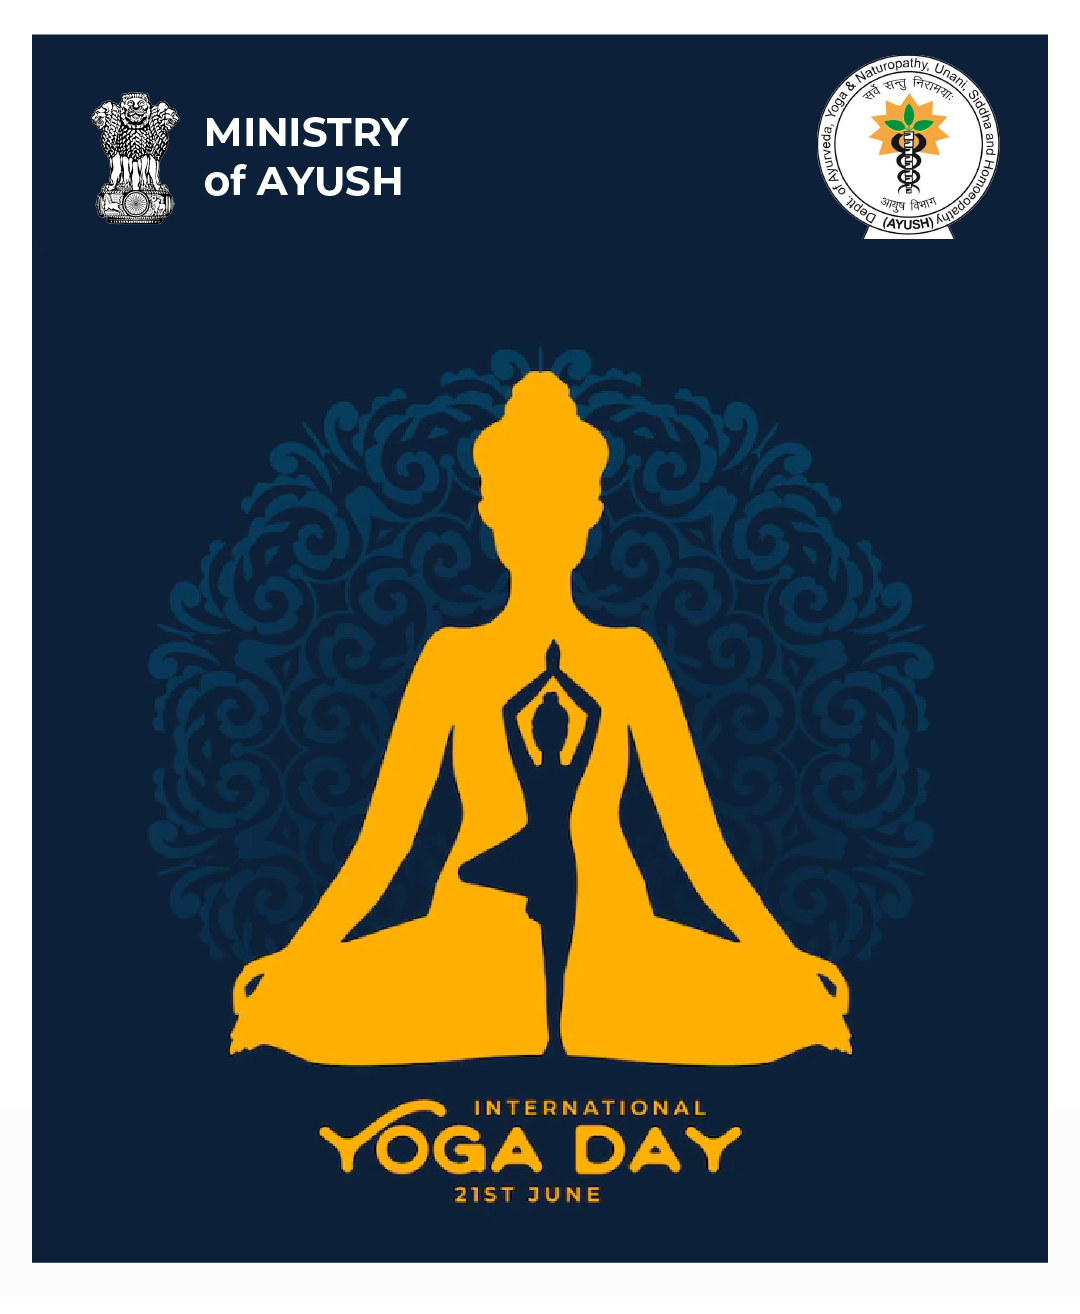 MINISTRY
of AYUSH
Deptt. of Ayurveda, Yoga & Naturopathy, Unani, Siddha and Homoeopathy
सर्वे सन्तु निरामयाः
आयुष विभाग
(AYUSH)
INTERNATIONAL
YOGA DAY
21ST JUNE